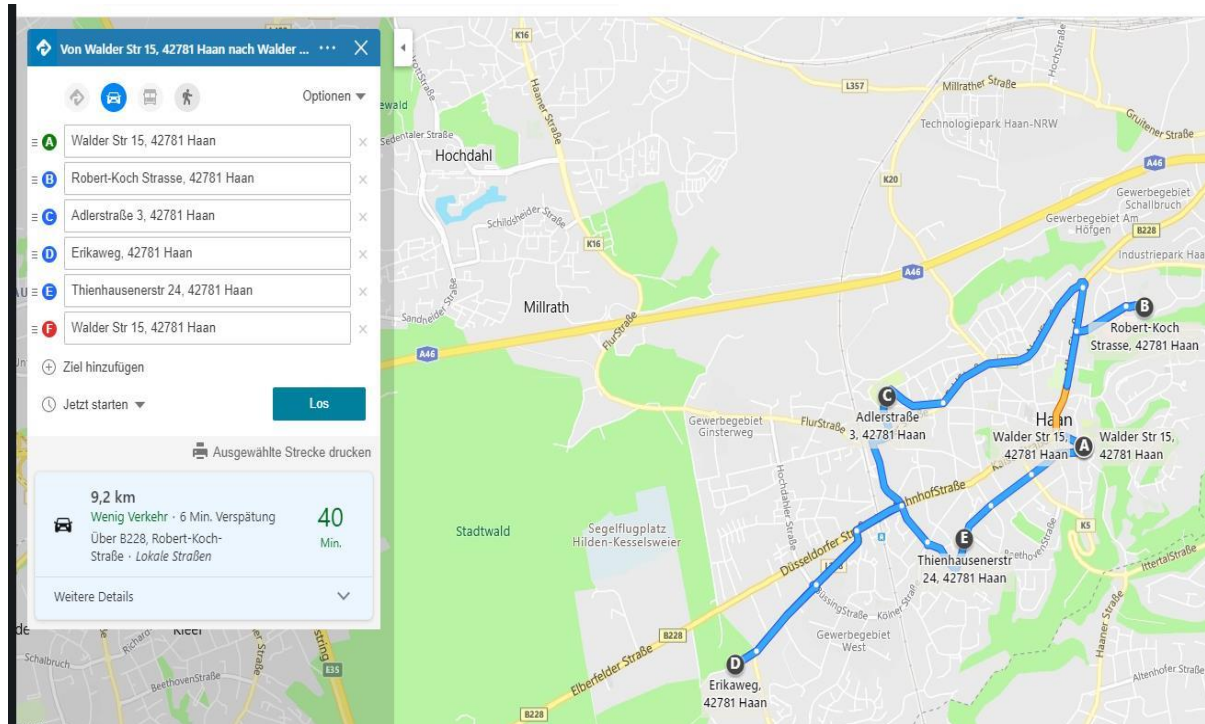 Von Walder Str 15, 42781 Haan nach Walder ... ··· X
Optionen
A Walder Str 15, 42781 Haan
B Robert-Koch Strasse, 42781 Haan
C Adlerstraße 3, 42781 Haan
D Erikaweg, 42781 Haan
E Thienhausenerstr 24, 42781 Haan
F Walder Str 15, 42781 Haan
Ziel hinzufügen
Jetzt starten
Los
Ausgewählte Strecke drucken
9,2 km
Wenig Verkehr · 6 Min. Verspätung
Über B228, Robert-Koch-
Straße · Lokale Straßen
40
Min.
Weitere Details
Schalbruch
BeethovenStraße
E35
K16
Haaner Straße
Sedentaler Straße
Hochdahl
Schildsheider Straße
K16
Sandheider Straße
Millrath
FlurStraße
A46
L357
Millrather Straße
HochStraße
Technologiepark Haan-NRW
Gruitener Straße
K20
A46
Gewerbegebiet
Schallbruch
Gewerbegebiet Am
Höfgen
B228
Industriepark Haa
A46
B
Robert-Koch
Strasse, 42781 Haan
C
Adlerstraße
3, 42781 Haan
Gewerbegebiet
Ginsterweg
FlurStraße
Haan
Walder Str 15,
42781 Haan
A
Walder Str 15,
42781 Haan
BahnhofStraße
Hochdahler Straße
K5
Stadtwald
Segelflugplatz
Hilden-Kesselsweier
Düsseldorfer Str
E
Thienhausenerstr
24, 42781 Haan
BeethovenStraße
IttertalStraße
BüssingStraße
Kölner Straß
Gewerbegebiet
West
Haaner Straße
B228
Elberfelder Straße
D
Erikaweg,
42781 Haan
Altenhofer Straße
B228